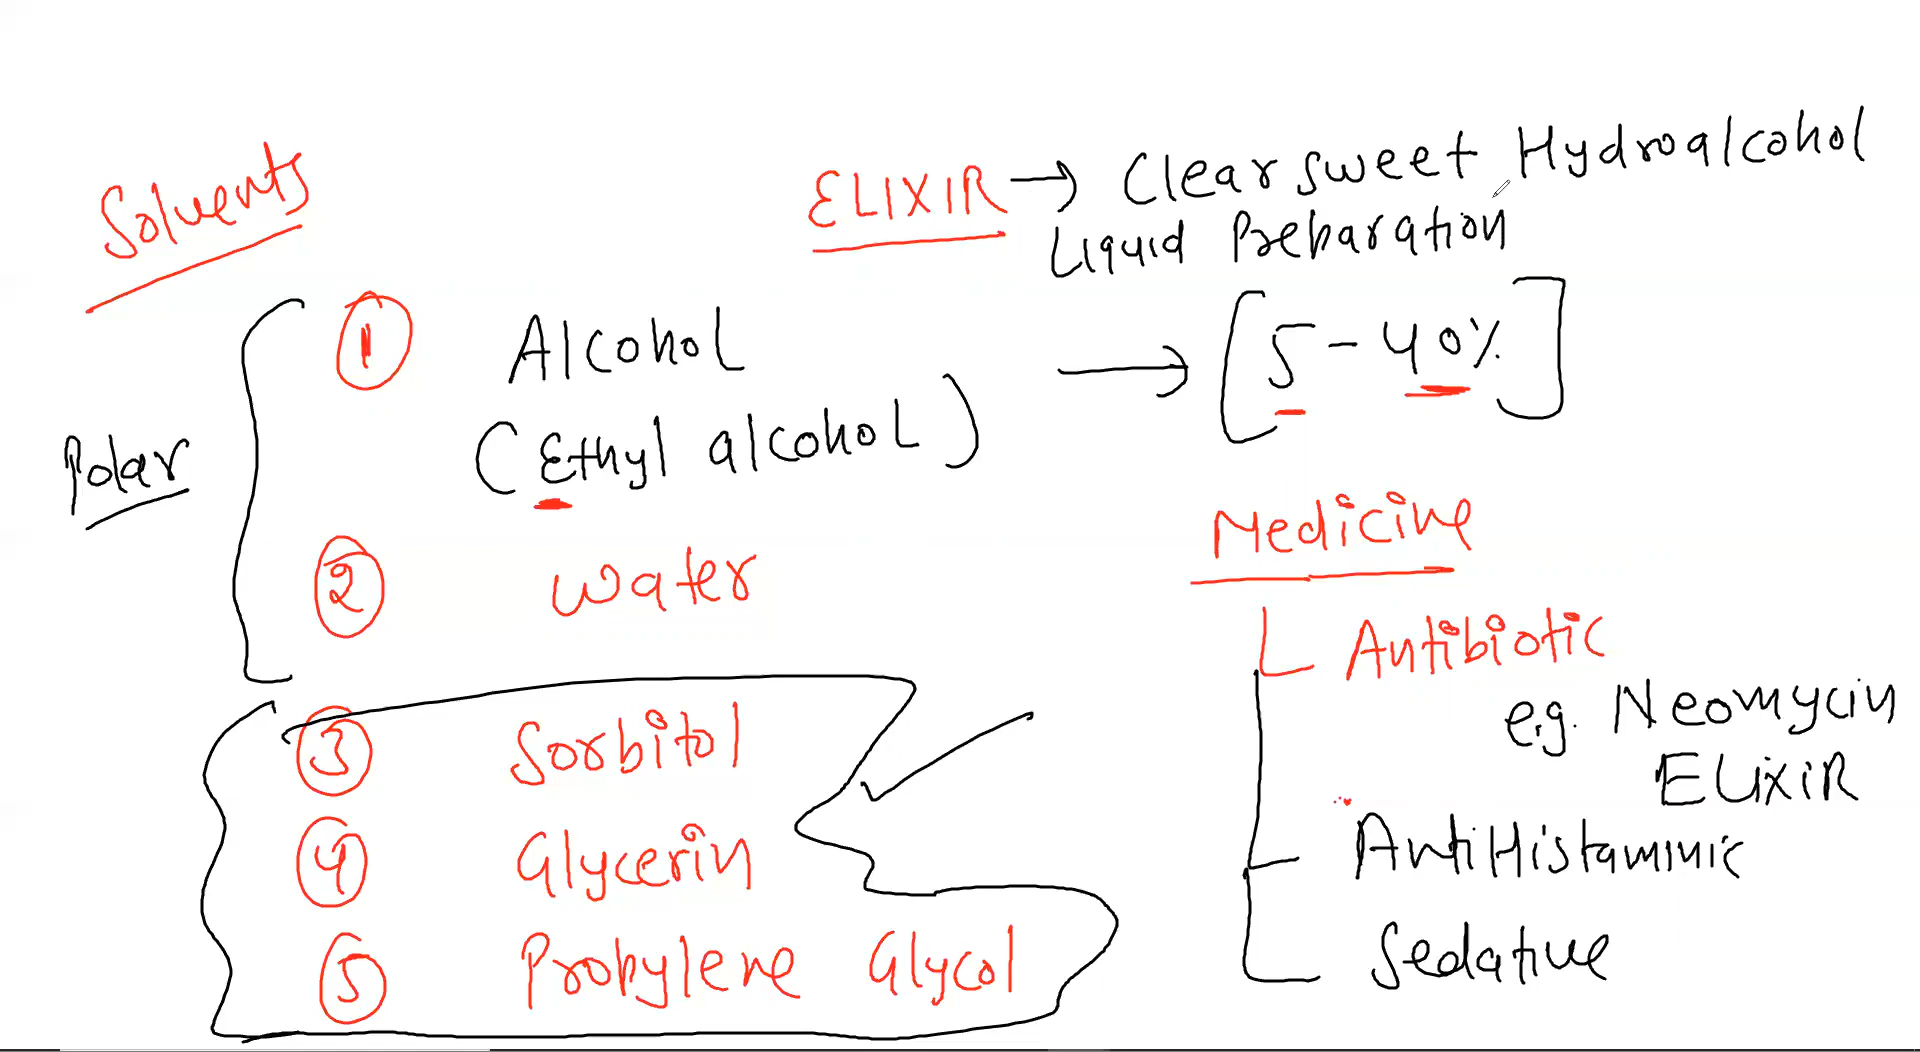 Solvents
ELIXIR → Clear sweet Hydroalcohol
Liquid Preparation
Polar
1 Alcohol → [5-40%]
(Ethyl alcohol)
2 Water
3 Sorbitol
4 Glycerin
5 Propylene Glycol
Medicine
Antibiotic
e.g. Neomycin
ELixiR
AntiHistaminic
Sedative